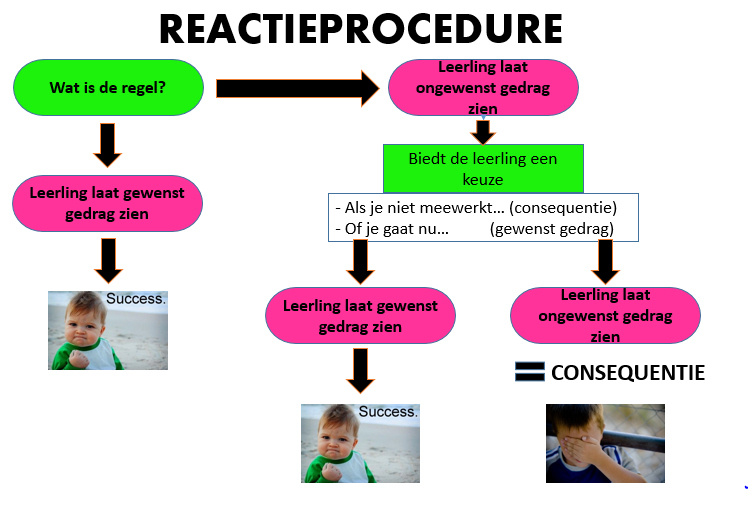 REACTIEPROCEDURE
Wat is de regel?
Leerling laat
ongewenst gedrag
zien
Biedt de leerling een
keuze
Leerling laat gewenst
gedrag zien
- Als je niet meewerkt... (consequentie)
- Of je gaat nu... (gewenst gedrag)
Success.
Leerling laat gewenst
gedrag zien
Leerling laat
ongewenst gedrag
zien
CONSEQUENTIE
Success.